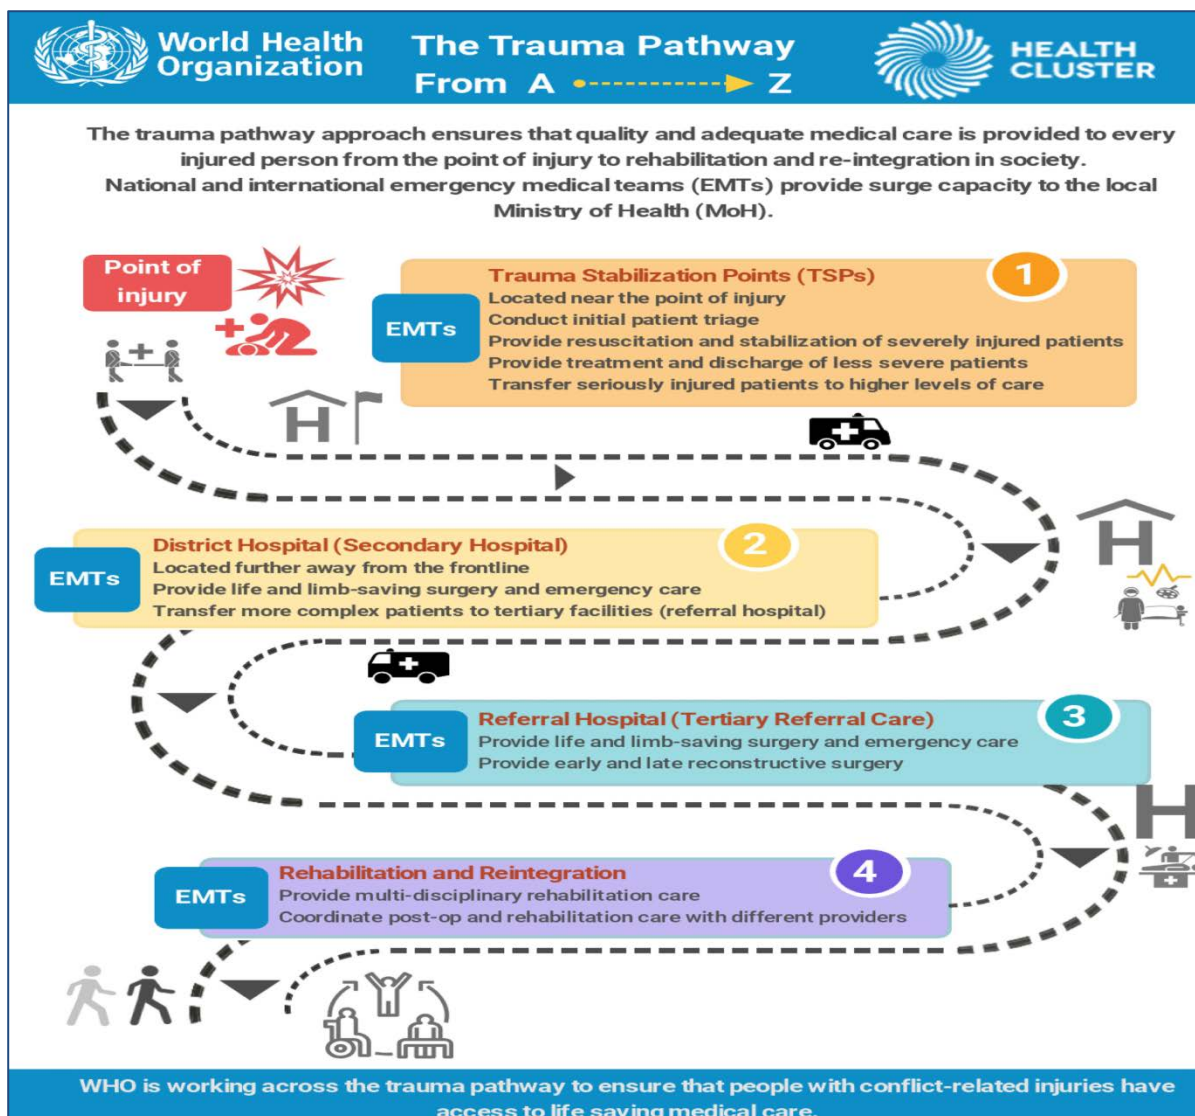 World Health
Organization
The Trauma Pathway
From A Z
HEALTH
CLUSTER
The trauma pathway approach ensures that quality and adequate medical care is provided to every
injured person from the point of injury to rehabilitation and re-integration in society.
National and international emergency medical teams (EMTs) provide surge capacity to the local
Ministry of Health (MoH).
Point of
injury
EMTs
Trauma Stabilization Points (TSPs)
1
Located near the point of injury
Conduct initial patient triage
Provide resuscitation and stabilization of severely injured patients
Provide treatment and discharge of less severe patients
Transfer seriously injured patients to higher levels of care
H
H
EMTs
District Hospital (Secondary Hospital)
2
Located further away from the frontline
Provide life and limb-saving surgery and emergency care
Transfer more complex patients to tertiary facilities (referral hospital)
EMTs
Referral Hospital (Tertiary Referral Care)
3
Provide life and limb-saving surgery and emergency care
Provide early and late reconstructive surgery
H
EMTs
Rehabilitation and Reintegration
4
Provide multi-disciplinary rehabilitation care
Coordinate post-op and rehabilitation care with different providers
WHO is working across the trauma pathway to ensure that people with conflict-related injuries have
access to life saving medical care.